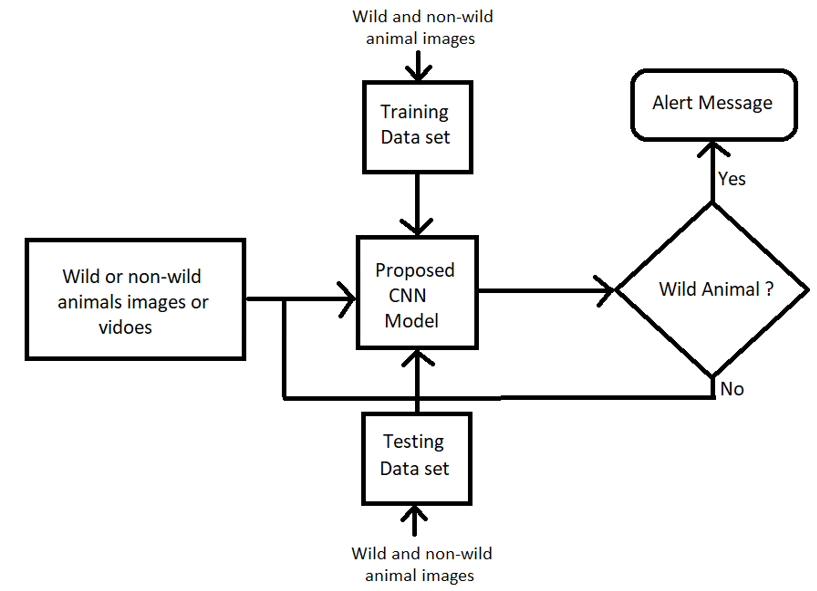 Wild and non-wild
animal images
Training
Data set
Alert Message
Yes
Wild or non-wild
animals images or
vidoes
Proposed
CNN
Model
Wild Animal ?
No
Testing
Data set
Wild and non-wild
animal images